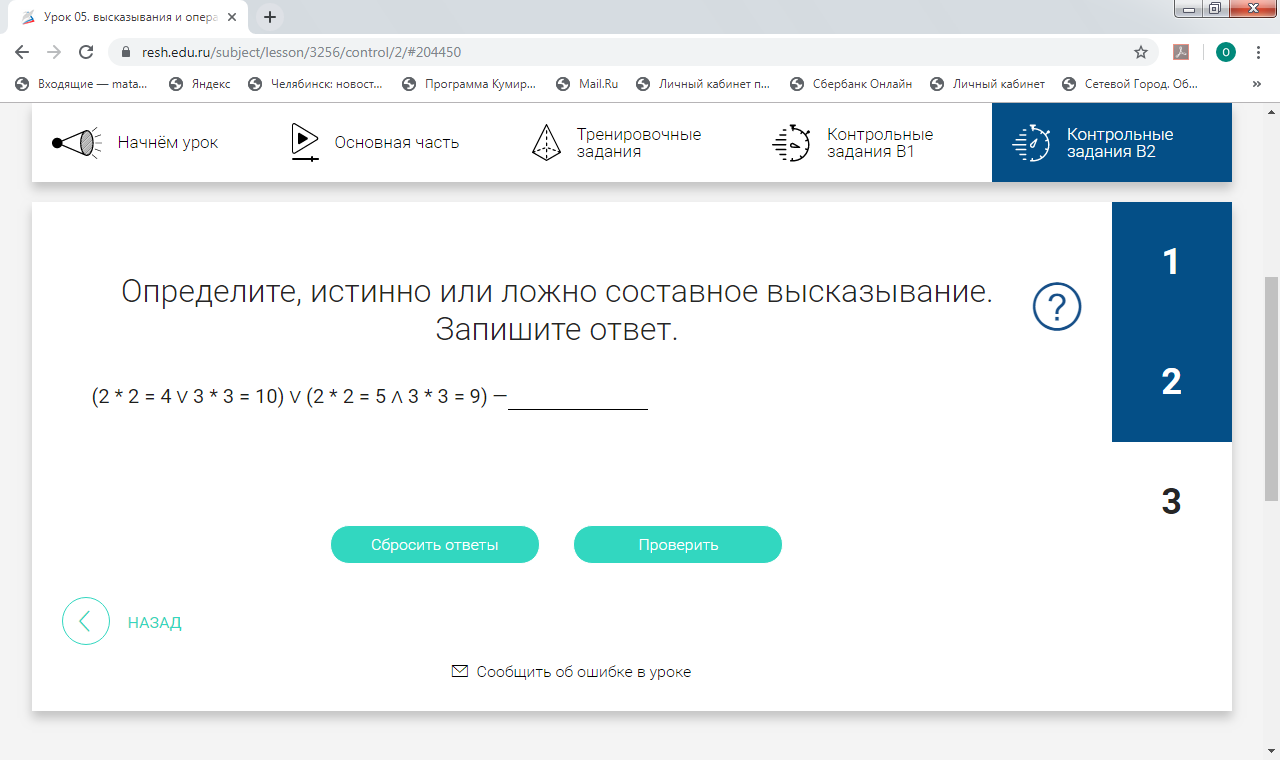 Урок 05. высказывания и опера
resh.edu.ru/subject/lesson/3256/control/2/#204450
О
Входящие — mata...
Яндекс
Челябинск: новост...
Программа Кумир...
Mail.Ru
Личный кабинет п...
Сбербанк Онлайн
Личный кабинет
Сетевой Город. Об...
»
Начнём урок
Основная часть
Тренировочные
задания
Контрольные
задания В1
Контрольные
задания В2
Определите, истинно или ложно составное высказывание.
Запишите ответ.
?
(2 * 2 = 4 ∨ 3 * 3 = 10) ∨ (2 * 2 = 5 ∧ 3 * 3 = 9) —
1
2
3
Сбросить ответы
Проверить
НАЗАД
Сообщить об ошибке в уроке